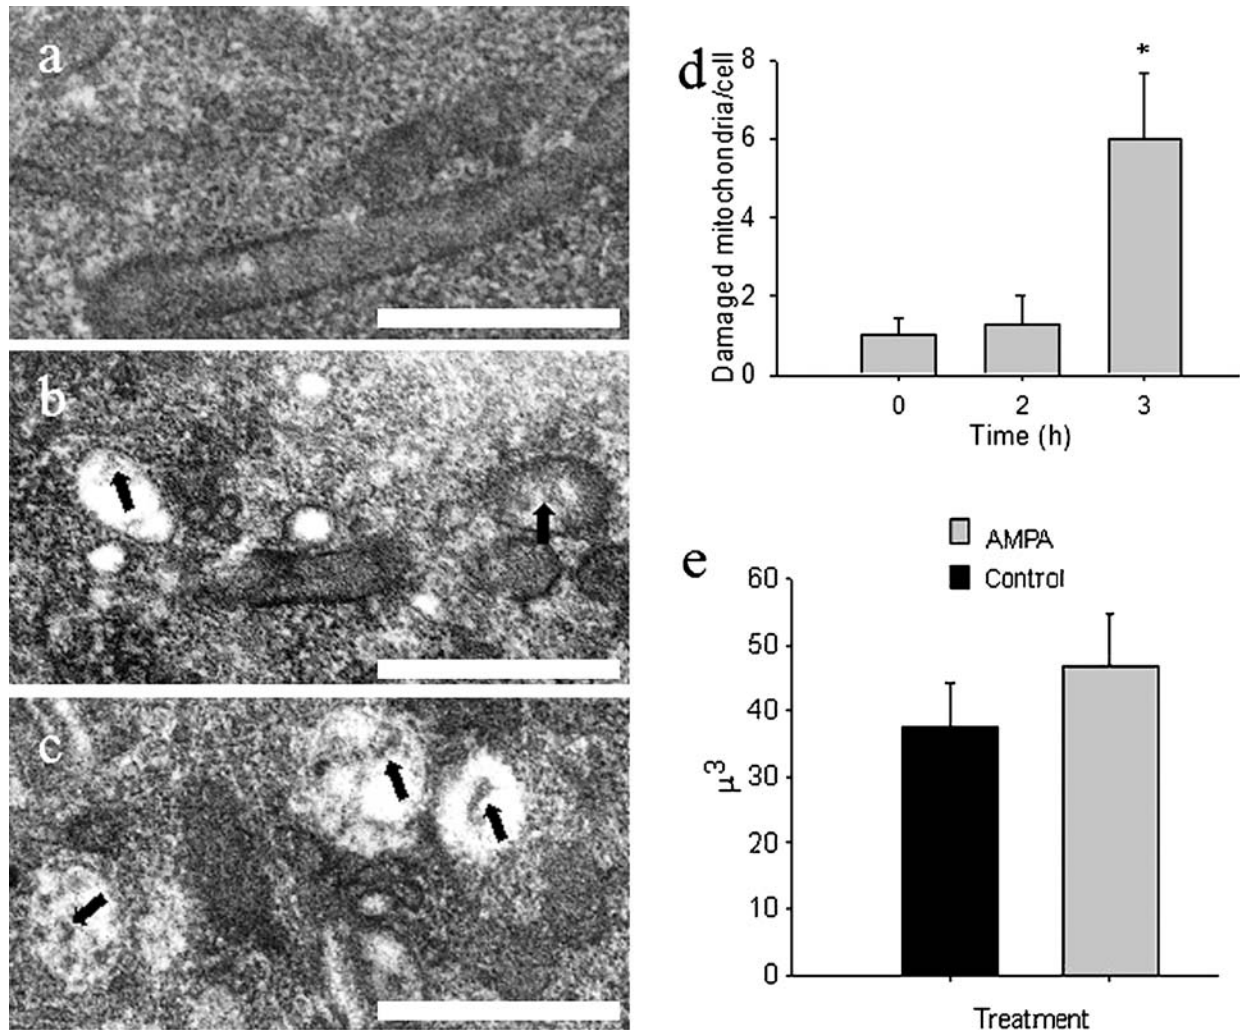 a
b
c
d
Damaged mitochondria/cell
8
6
4
2
0
*
0 2 3
Time (h)
e
AMPA
Control
μ³
60
50
40
30
20
10
0
Treatment